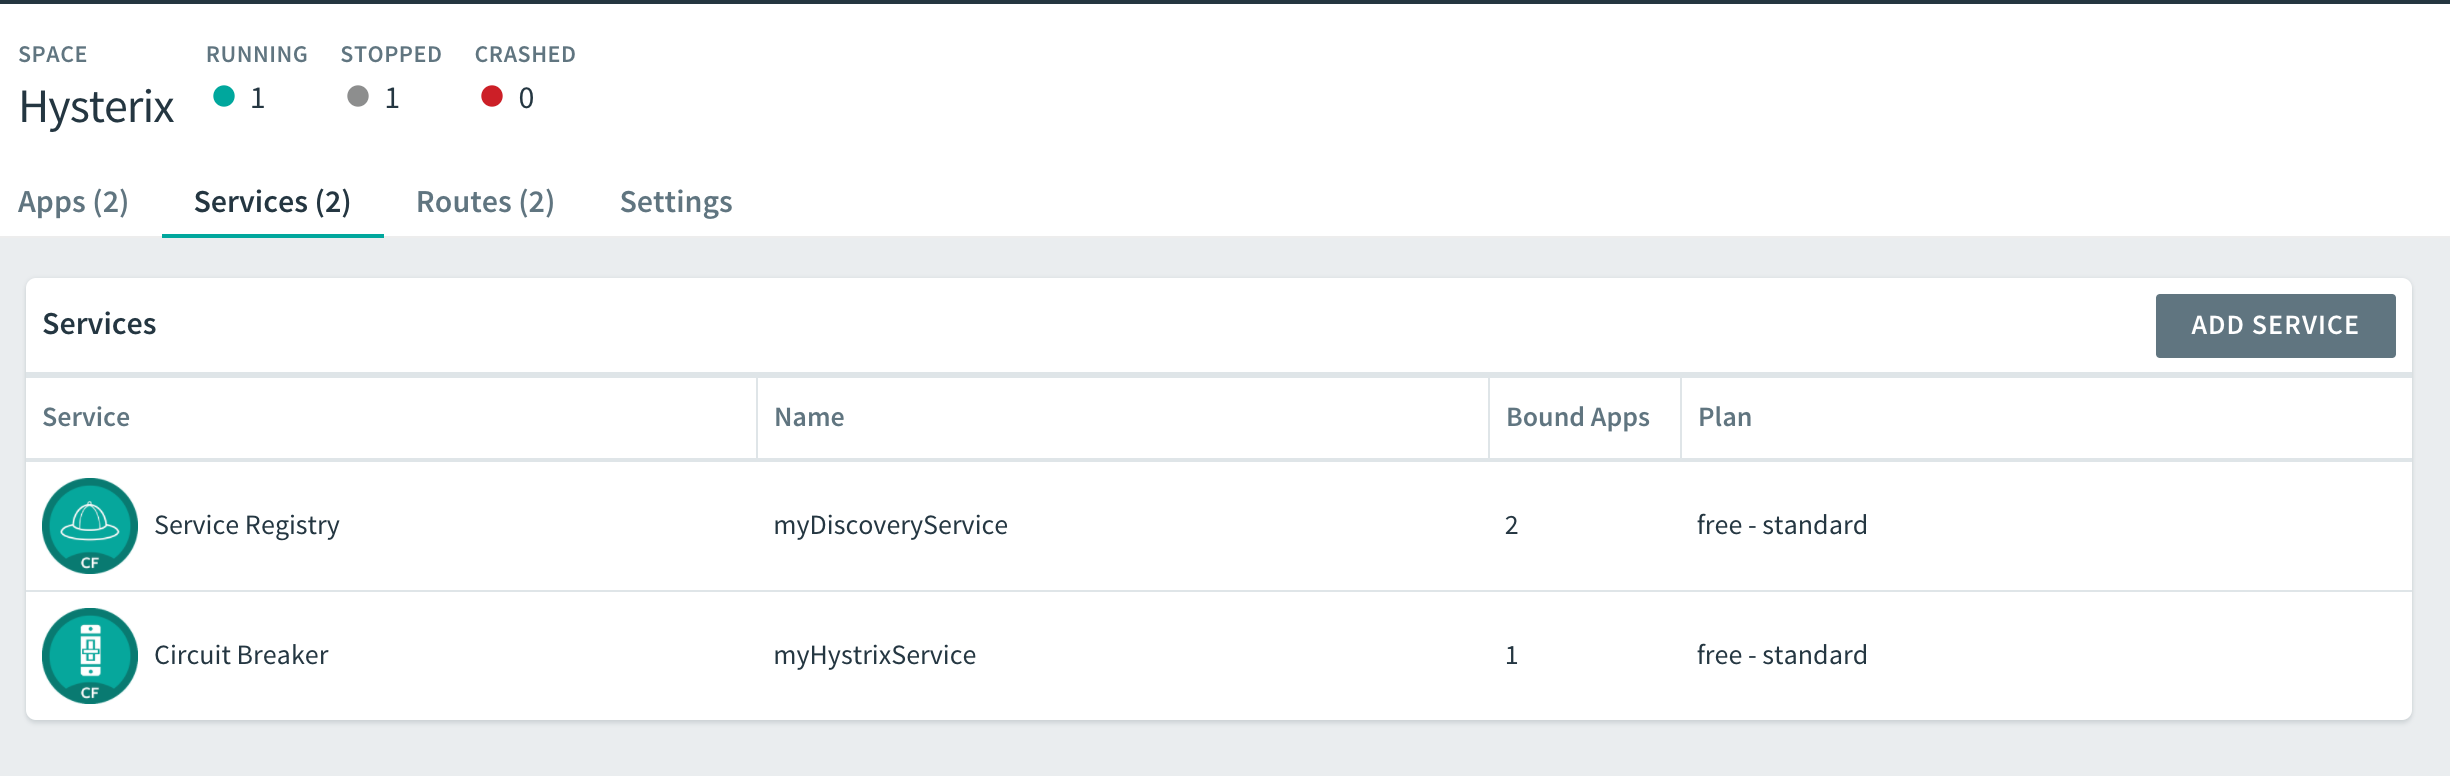 SPACE RUNNING STOPPED CRASHED
Hysterix 1 1 0
Apps (2) Services (2) Routes (2) Settings
Services ADD SERVICE
Service Name Bound Apps Plan
Service Registry myDiscoveryService 2 free - standard
CF
Circuit Breaker myHystrixService 1 free - standard
CF